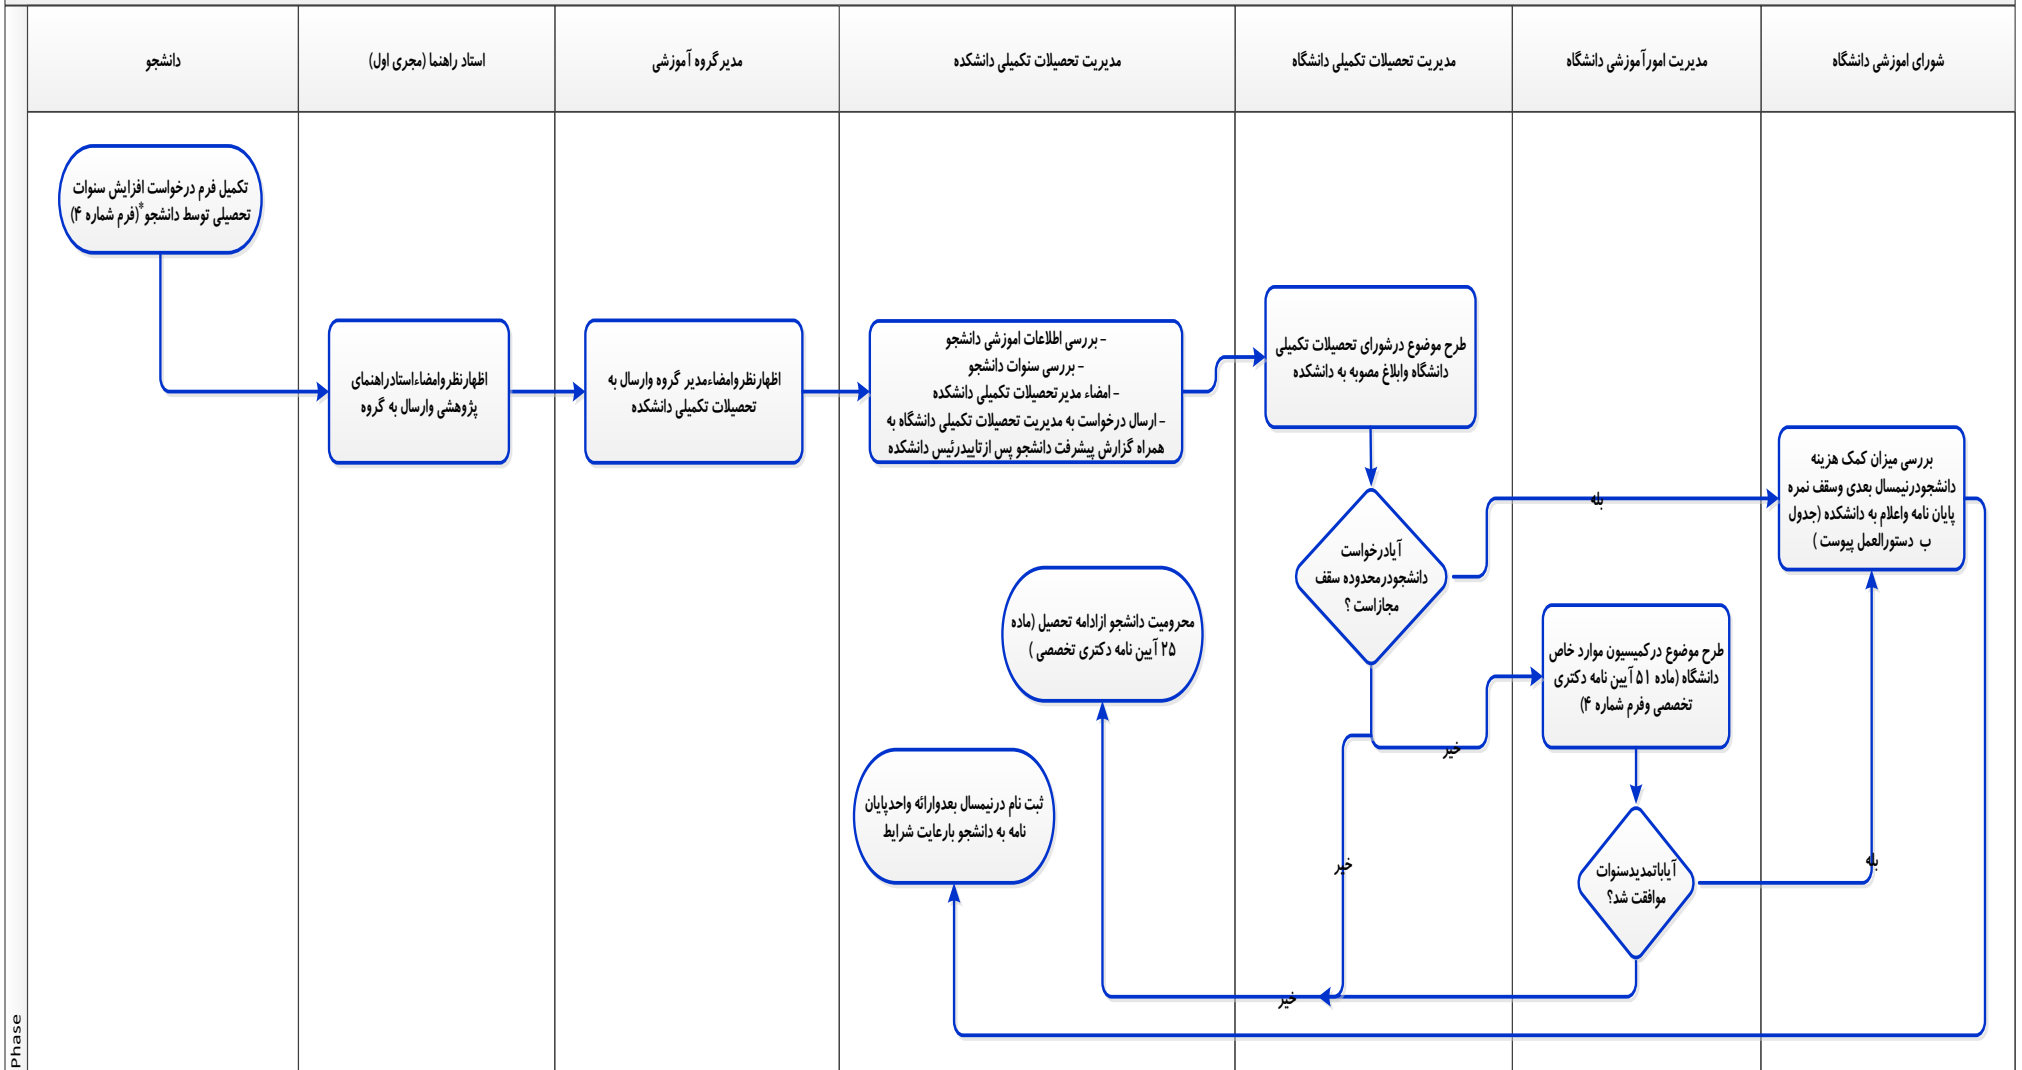 دانشجو
استاد راهنما (مجری اول)
مدیر گروه آموزشی
مدیریت تحصیلات تکمیلی دانشکده
مدیریت تحصیلات تکمیلی دانشگاه
مدیریت امورآموزشی دانشگاه
شورای اموزشی دانشگاه
تکمیل فرم درخواست افزایش سنوات
تحصیلی توسط دانشجو*(فرم شماره ۴)
اظهارنظروامضاءاستادراهنمای
پژوهشی وارسال به گروه
اظهارنظروامضاءمدیر گروه وارسال به
تحصیلات تکمیلی دانشکده
– بررسی اطلاعات اموزشی دانشجو
– بررسی سنوات دانشجو
– امضاء مدیرتحصیلات تکمیلی دانشکده
– ارسال درخواست به مدیریت تحصیلات تکمیلی دانشگاه به
همراه گزارش پیشرفت دانشجو پس ازتاییدرئیس دانشکده
طرح موضوع درشورای تحصیلات تکمیلی
دانشگاه وابلاغ مصوبه به دانشکده
آیادرخواست
دانشجودرمحدوده سقف
مجازاست ؟
بله
بررسی میزان کمک هزینه
دانشجودرنیمسال بعدی وسقف نمره
پایان نامه واعلام به دانشکده (جدول
ب دستورالعمل پیوست )
محرومیت دانشجو ازادامه تحصیل (ماده
۲۵ آیین نامه دکتری تخصصی )
طرح موضوع درکمیسیون موارد خاص
دانشگاه (ماده ۵۱ آیین نامه دکتری
تخصصی وفرم شماره ۴)
خیر
ثبت نام درنیمسال بعدوارائه واحدپایان
نامه به دانشجو بارعایت شرایط
خیر
آیاباتمدیدسنوات
موافقت شد؟
بله
خیر
Phase